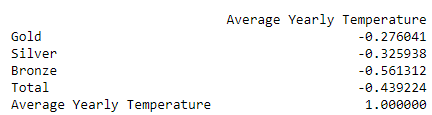 Average Yearly Temperature
Gold -0.276041
Silver -0.325938
Bronze -0.561312
Total -0.439224
Average Yearly Temperature 1.000000